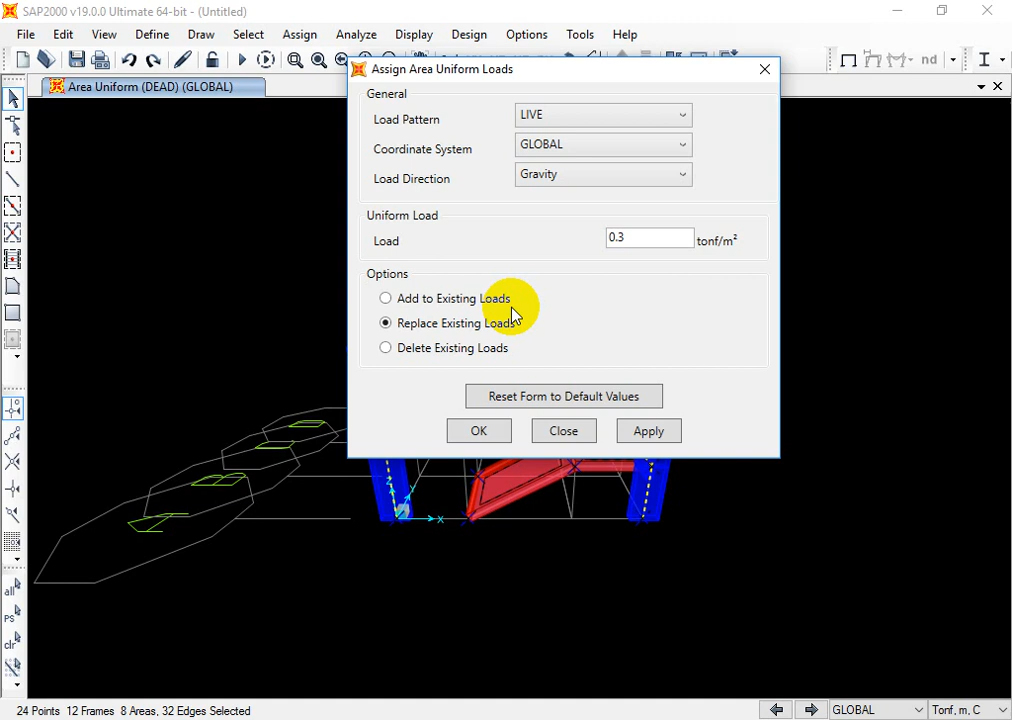 SAP2000 v19.0.0 Ultimate 64-bit - (Untitled)
File Edit View Define Draw Select Assign Analyze Display Design Options Tools Help
nd
Area Uniform (DEAD) (GLOBAL)
Assign Area Uniform Loads
General
Load Pattern LIVE
Coordinate System GLOBAL
Load Direction Gravity
Uniform Load
Load 0.3 tonf/m²
Options
Add to Existing Loads
Replace Existing Loads
Delete Existing Loads
Reset Form to Default Values
OK Close Apply
Z Y X
all
PS
clr
24 Points 12 Frames 8 Areas, 32 Edges Selected
GLOBAL
Tonf, m, C